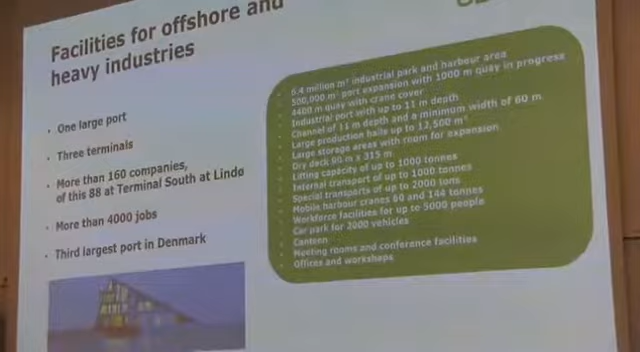 Facilities for offshore and
heavy industries
• One large port
• Three terminals
• More than 160 companies,
of this 88 at Terminal South at Lindø
• More than 4000 jobs
• Third largest port in Denmark
• 6.4 million m² industrial park and harbour area
• 500,000 m² port expansion with 1000 m quay in progress
• 4400 m quay with crane cover
• Industrial port with up to 11 m depth
• Channel of 11 m depth and a minimum width of 60 m
• Large production halls up to 13,500 m²
• Large storage areas with room for expansion
• Dry dock 90 m x 315 m
• Lifting capacity of up to 1000 tonnes
• Internal transport of up to 1000 tonnes
• Special transports of up to 2000 tons
• Mobile harbour cranes 80 and 144 tonnes
• Workforce facilities for up to 5000 people
• Car park for 2000 vehicles
• Canteen
• Meeting rooms and conference facilities
• Offices and workshops